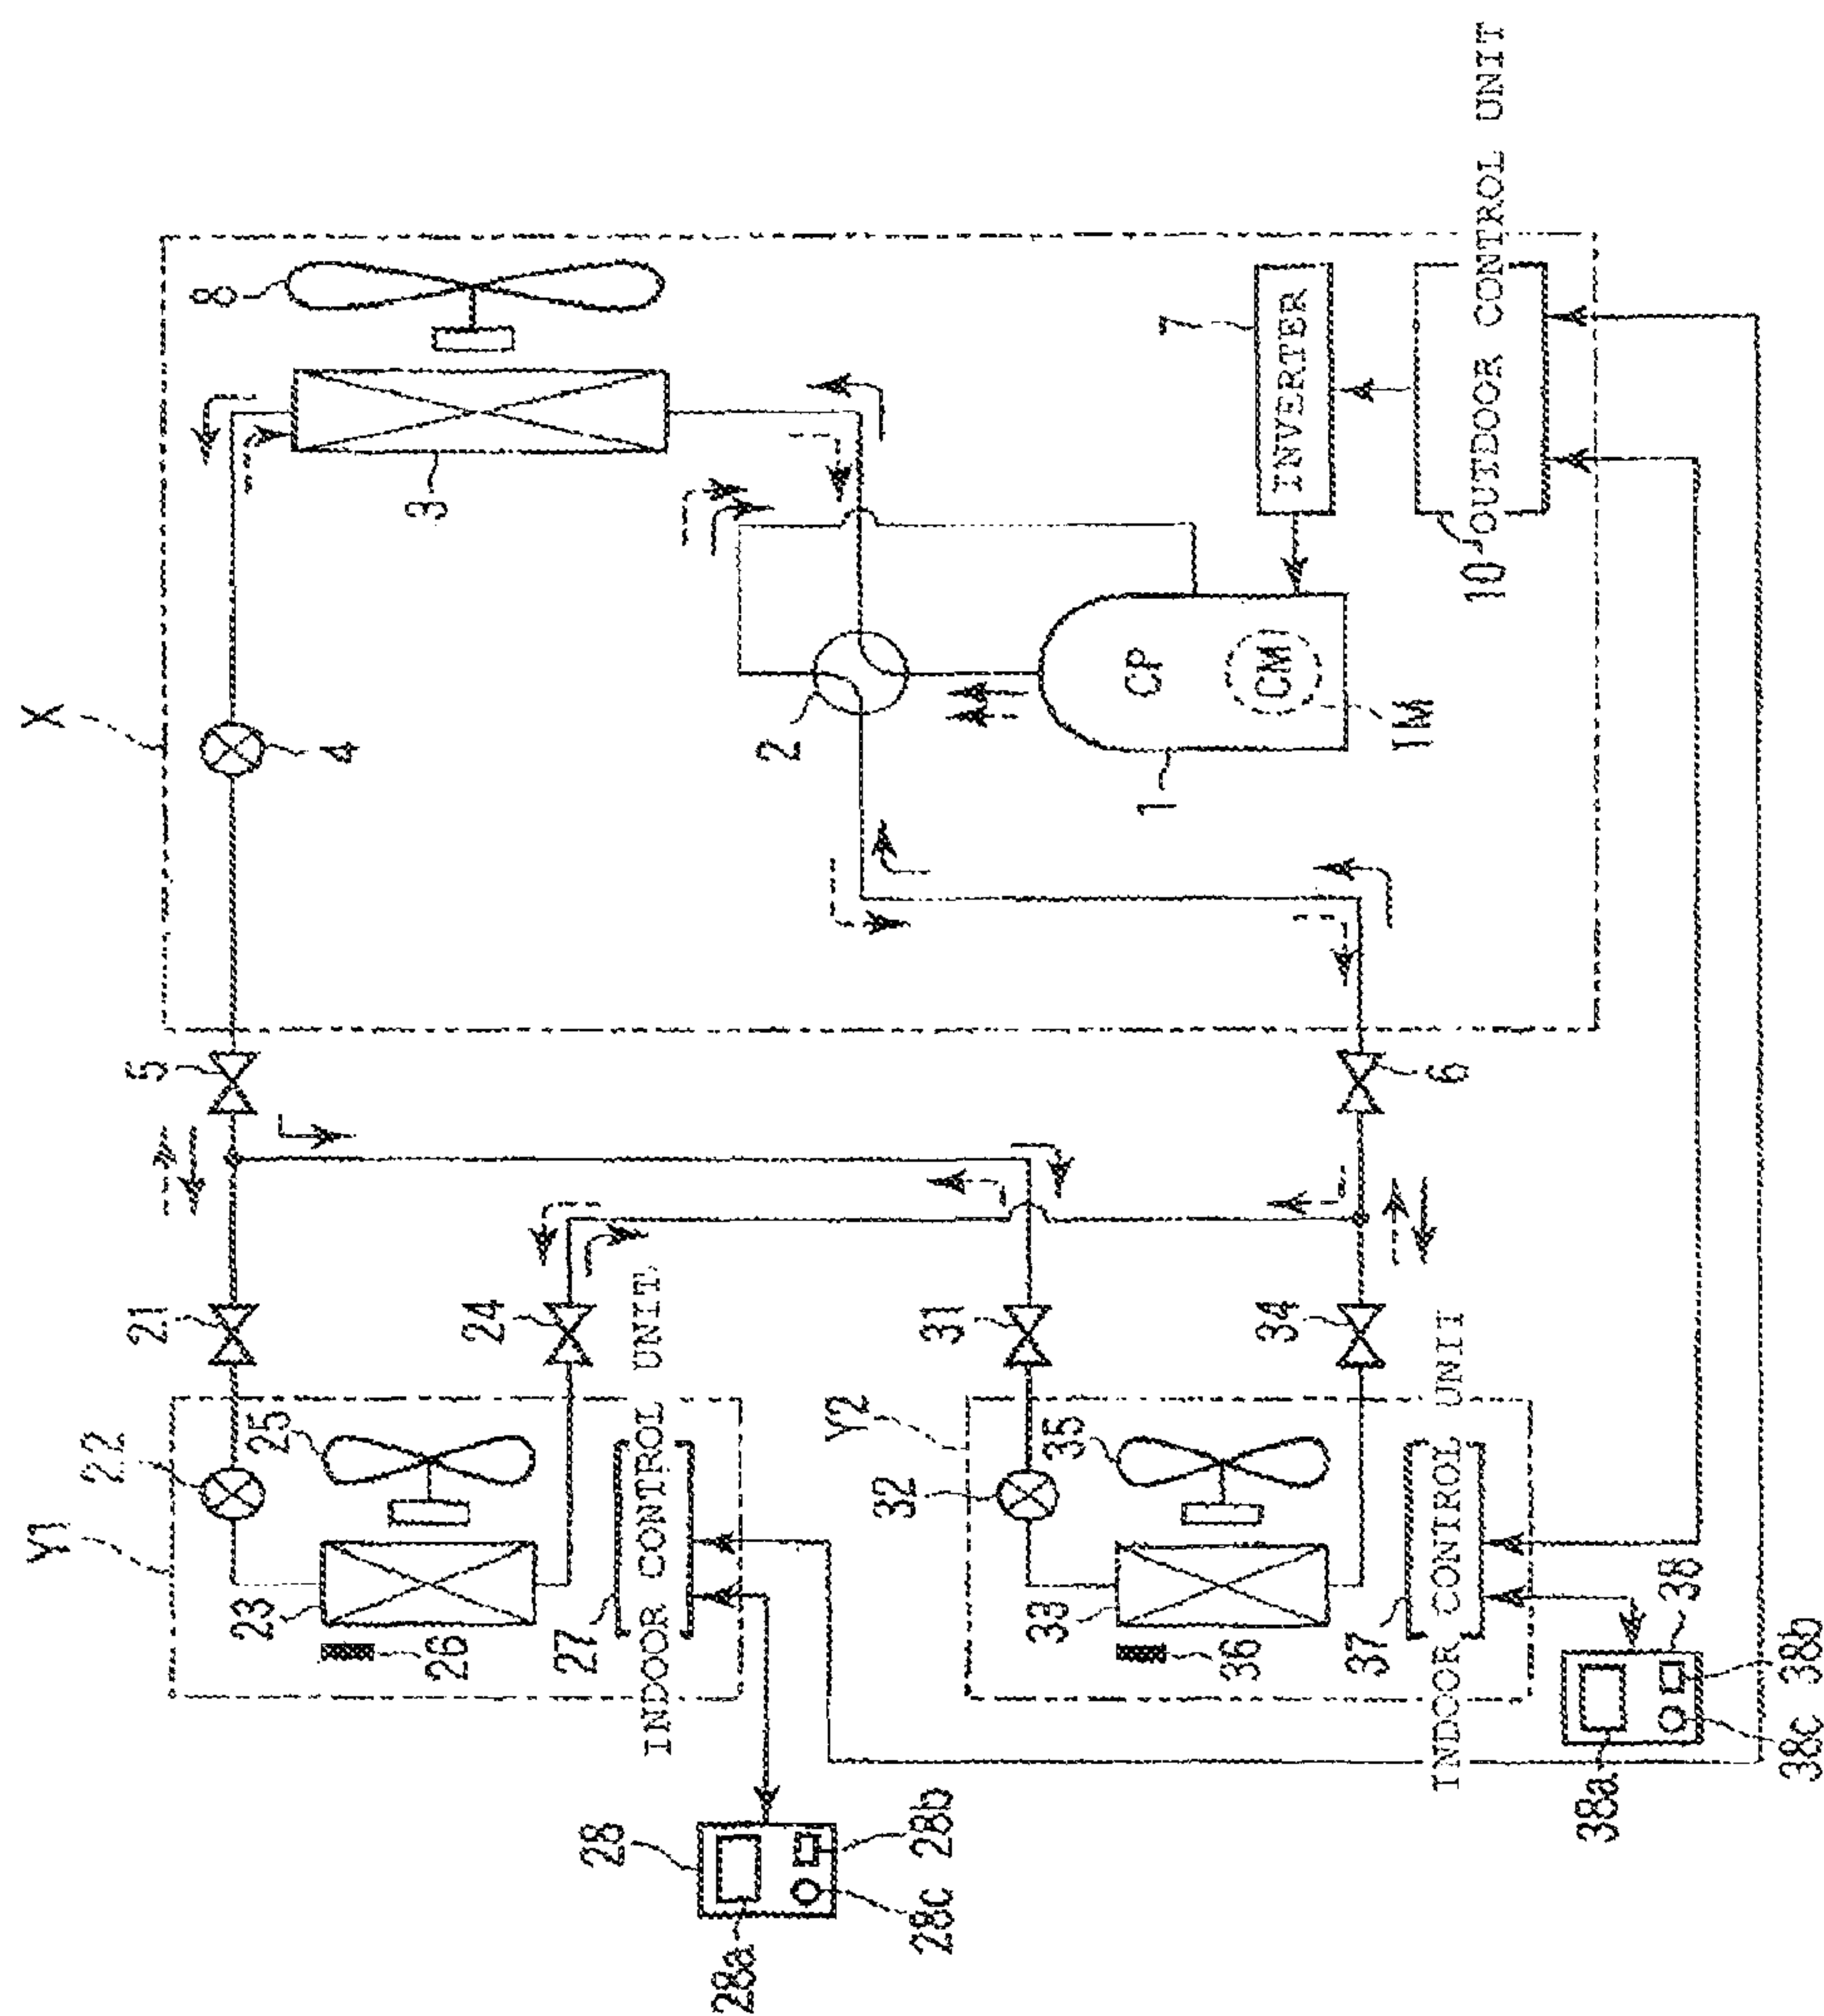 X
Y1
Y2
8
3
4
5
2
7
INVERTER
1
CP
CM
1M
10
OUTDOOR CONTROL UNIT
6
21
22
23
24
25
26
27
INDOOR CONTROL UNIT
28
28a
28b
28c
31
32
33
34
35
36
37
INDOOR CONTROL UNIT
38
38a
38b
38c